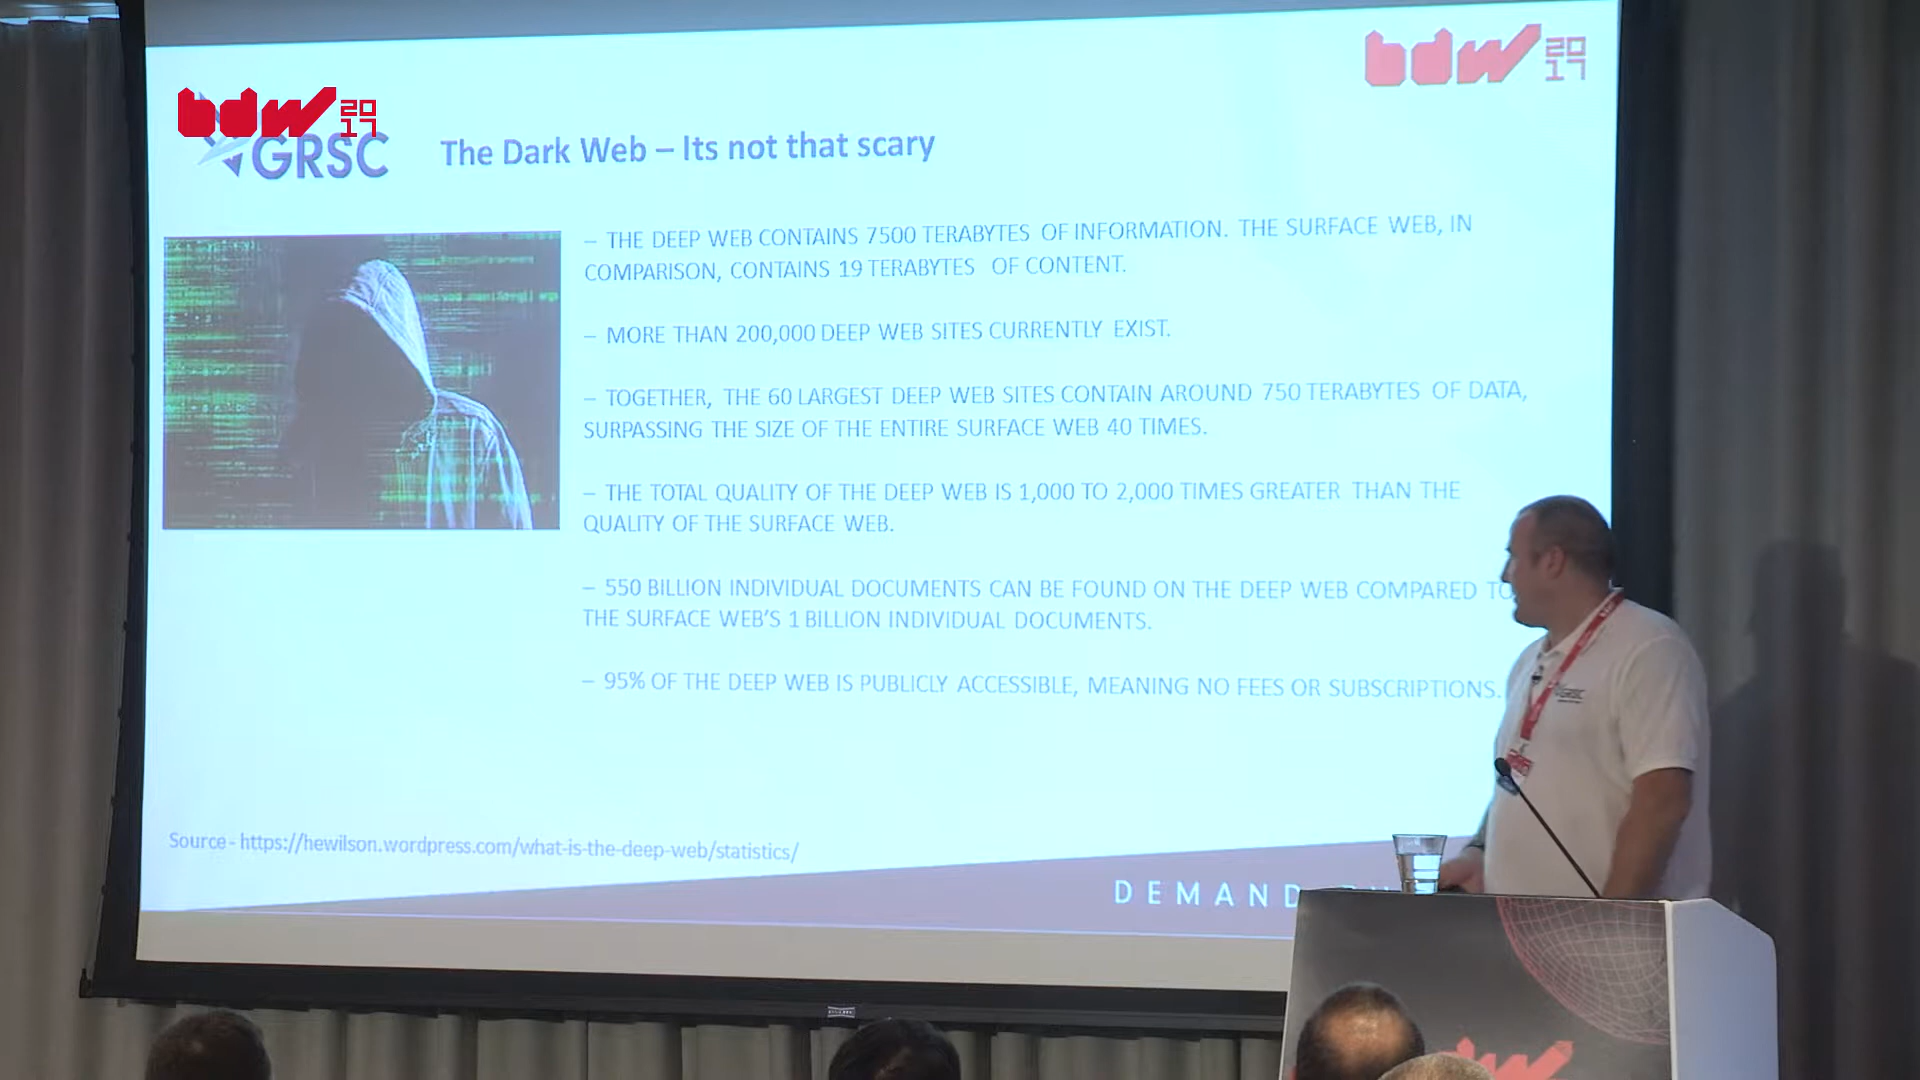 bdw 2017
bdw 2017
GRSC
The Dark Web – Its not that scary
– THE DEEP WEB CONTAINS 7500 TERABYTES OF INFORMATION. THE SURFACE WEB, IN
COMPARISON, CONTAINS 19 TERABYTES OF CONTENT.
– MORE THAN 200,000 DEEP WEB SITES CURRENTLY EXIST.
– TOGETHER, THE 60 LARGEST DEEP WEB SITES CONTAIN AROUND 750 TERABYTES OF DATA,
SURPASSING THE SIZE OF THE ENTIRE SURFACE WEB 40 TIMES.
– THE TOTAL QUALITY OF THE DEEP WEB IS 1,000 TO 2,000 TIMES GREATER THAN THE
QUALITY OF THE SURFACE WEB.
– 550 BILLION INDIVIDUAL DOCUMENTS CAN BE FOUND ON THE DEEP WEB COMPARED TO
THE SURFACE WEB'S 1 BILLION INDIVIDUAL DOCUMENTS.
– 95% OF THE DEEP WEB IS PUBLICLY ACCESSIBLE, MEANING NO FEES OR SUBSCRIPTIONS.
Source - https://hewilson.wordpress.com/what-is-the-deep-web/statistics/
DEMAND
GRSC